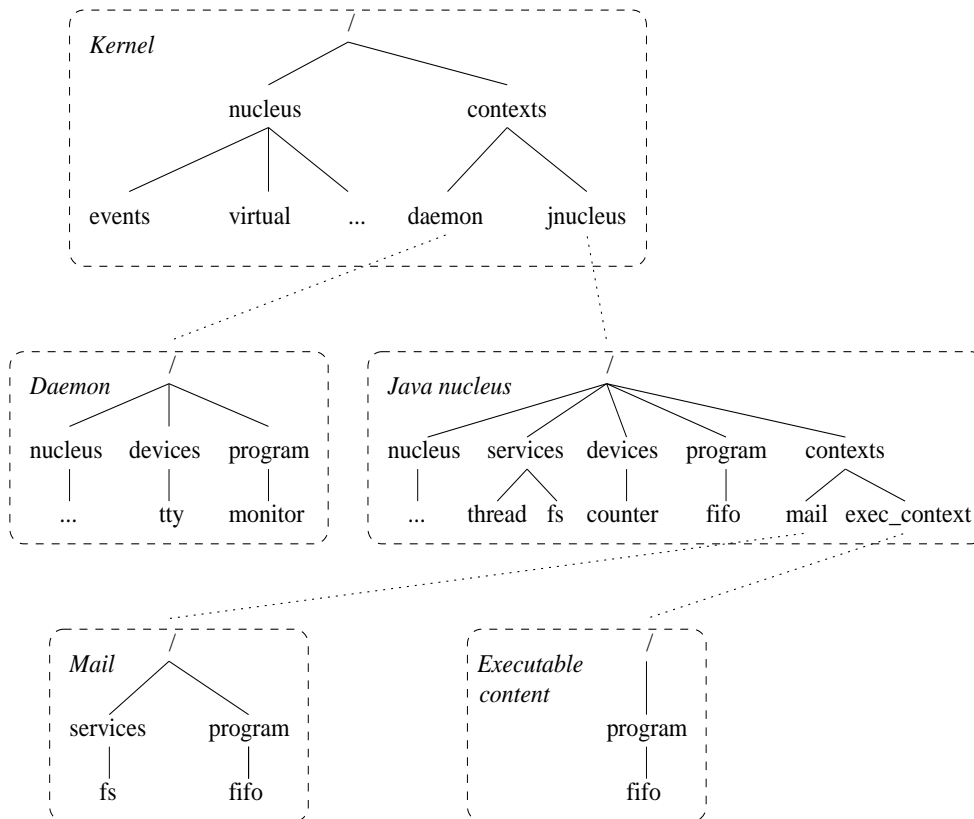 /
Kernel
nucleus contexts
events virtual ... daemon jnucleus
/
Daemon
nucleus devices program
... tty monitor
/
Java nucleus
nucleus services devices program contexts
... thread fs counter fifo mail exec_context
/
Mail
services program
fs fifo
/
Executable
content
program
fifo